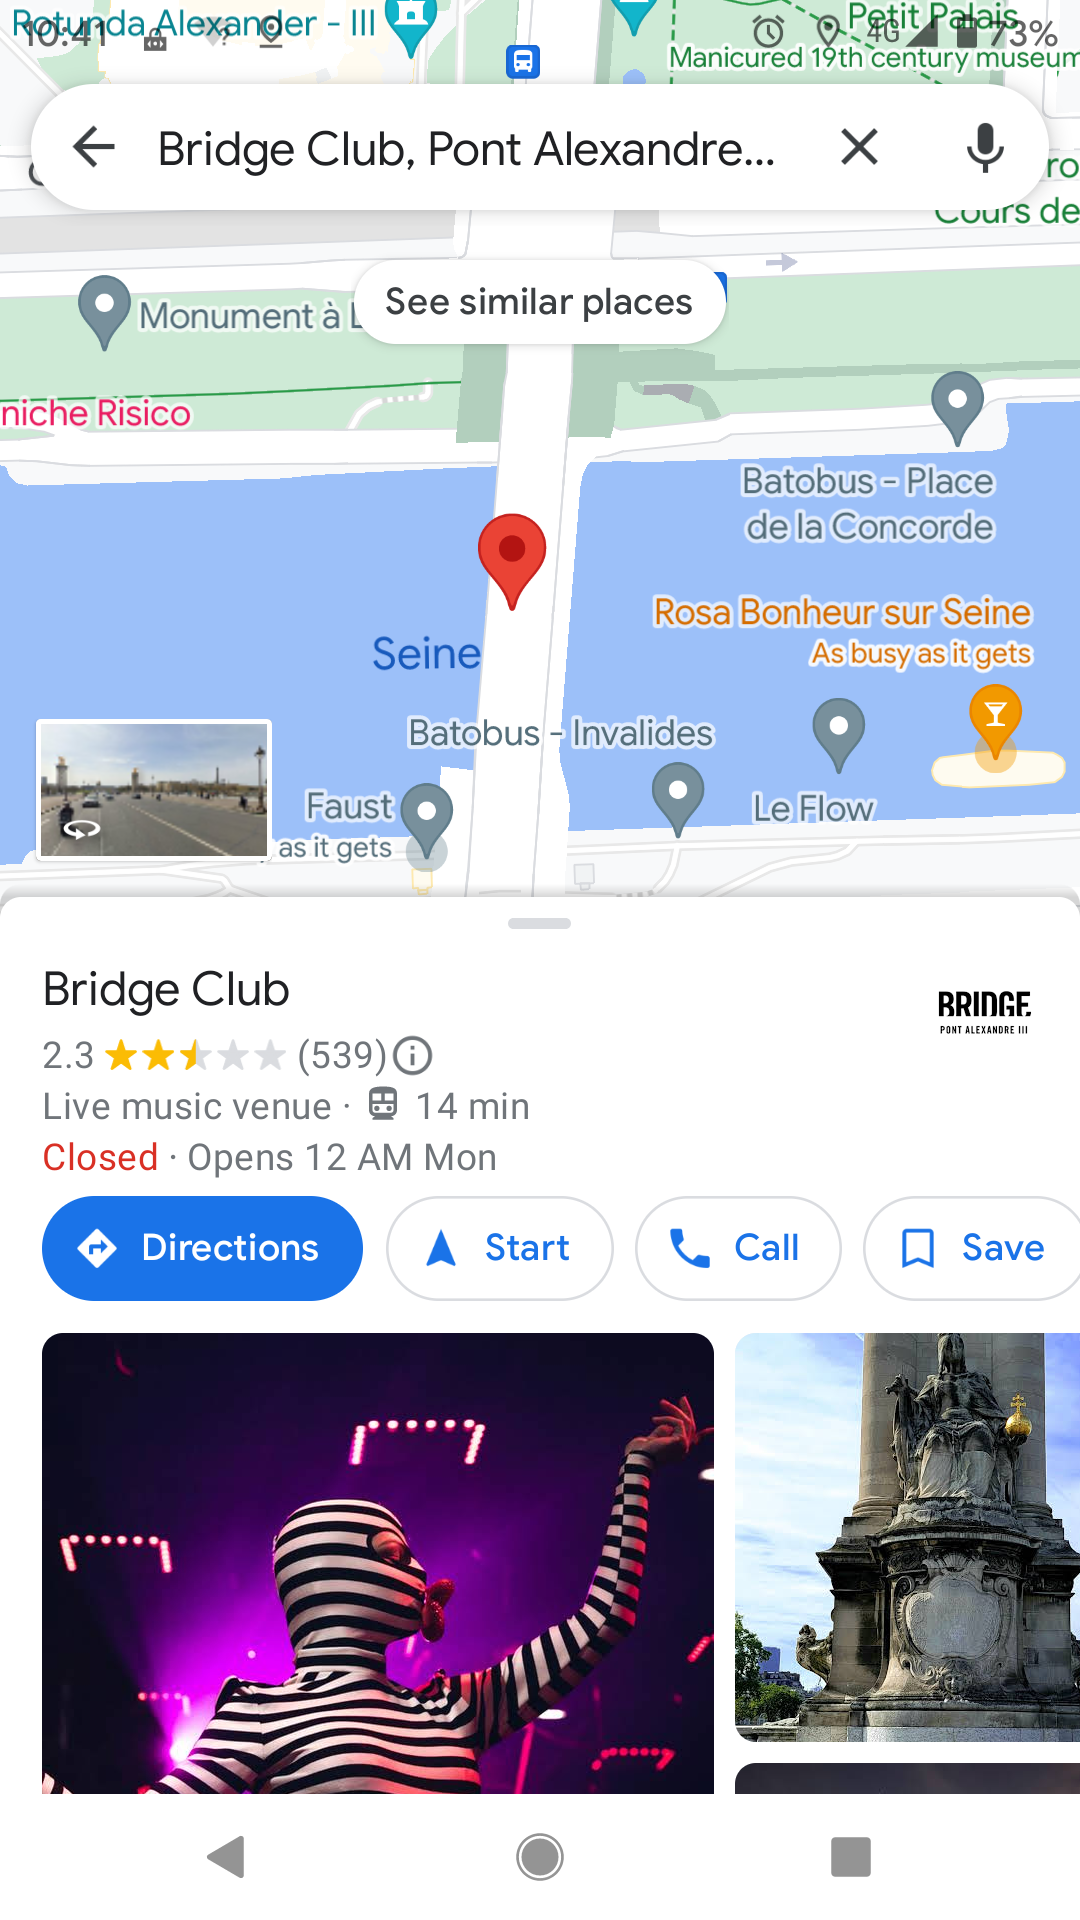 Rotunda Alexander - III
Petit Palais
10:41
4G
73%
Manicured 19th century museum
Bridge Club, Pont Alexandre...
Cours de
See similar places
Monument à
niche Risico
Batobus - Place
de la Concorde
Rosa Bonheur sur Seine
As busy as it gets
Seine
Batobus - Invalides
Faust
as it gets
Le Flow
Bridge Club
BRIDGE
PONT ALEXANDRE III
2.3 (539)
Live music venue · 14 min
Closed · Opens 12 AM Mon
Directions
Start
Call
Save